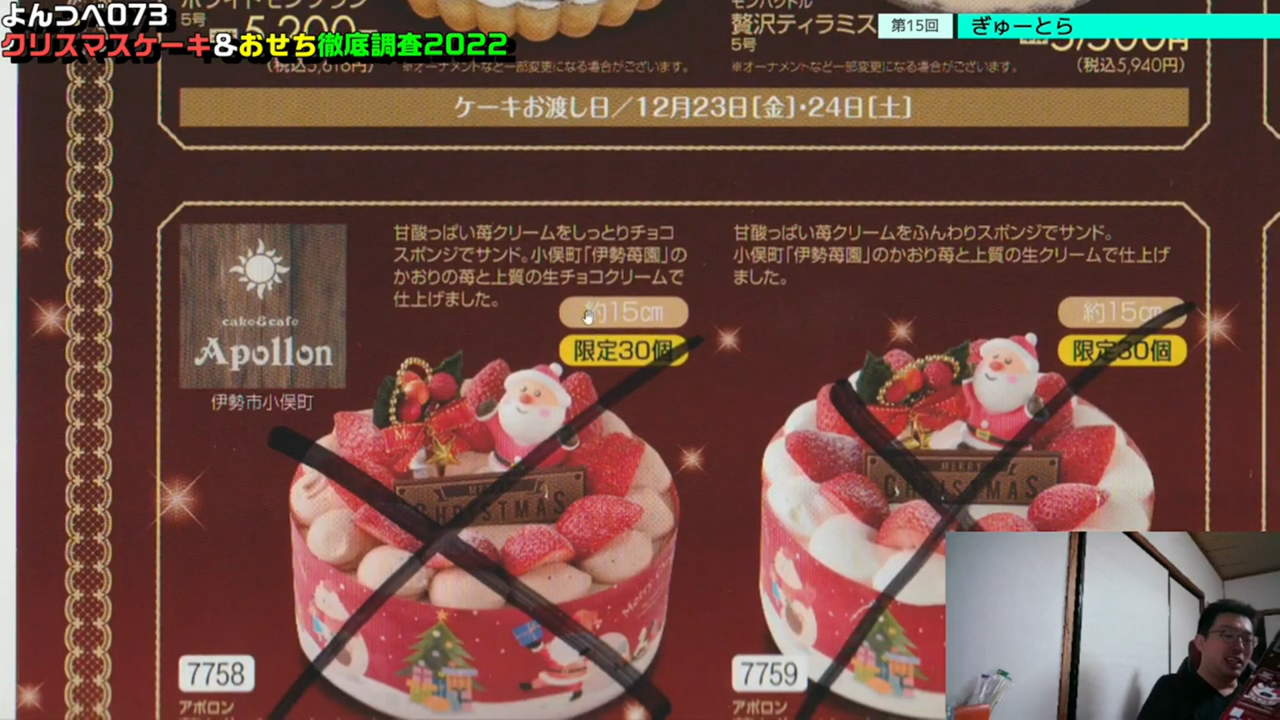 よんつべ073
クリスマスケーキ&おせち徹底調査2022
第15回
ぎゅーとら
5号
(税込5,616円)
※オーナメントなど一部変更になる場合がございます。
贅沢ティラミス
5号
※オーナメントなど一部変更になる場合がございます。
(税込5,940円)
ケーキお渡し日/12月23日[金]・24日[土]
cake&cafe
Apollon
伊勢市小俣町
甘酸っぱい苺クリームをしっとりチョコ
スポンジでサンド。小俣町「伊勢苺園」の
かおりの苺と上質の生チョコクリームで
仕上げました。
約15cm
限定30個
MERRY
CHRISTMAS
7758
アポロン
甘酸っぱい苺クリームをふんわりスポンジでサンド。
小俣町「伊勢苺園」のかおり苺と上質の生クリームで仕上げ
ました。
約15cm
限定30個
MERRY
CHRISTMAS
7759
アポロン